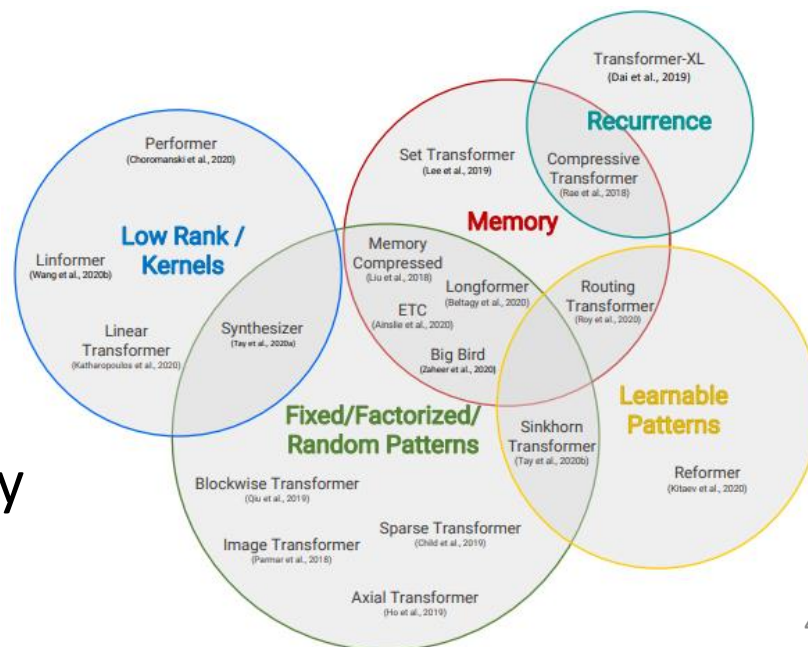 Transformer-XL
(Dai et al., 2019)
Recurrence
Performer
(Choromanski et al., 2020)
Set Transformer
(Lee et al., 2019)
Compressive
Transformer
(Rae et al., 2018)
Memory
Low Rank /
Kernels
Linformer
(Wang et al., 2020b)
Memory
Compressed
(Liu et al., 2018)
Longformer
(Beltagy et al., 2020)
Routing
Transformer
(Roy et al., 2020)
ETC
(Ainslie et al., 2020)
Linear
Transformer
(Katharopoulos et al., 2020)
Synthesizer
(Tay et al., 2020a)
Big Bird
(Zaheer et al., 2020)
Fixed/Factorized/
Random Patterns
Learnable
Patterns
Sinkhorn
Transformer
(Tay et al., 2020b)
Reformer
(Kitaev et al., 2020)
y
Blockwise Transformer
(Qiu et al., 2019)
Sparse Transformer
(Child et al., 2019)
Image Transformer
(Parmar et al., 2018)
Axial Transformer
(Ho et al., 2019)